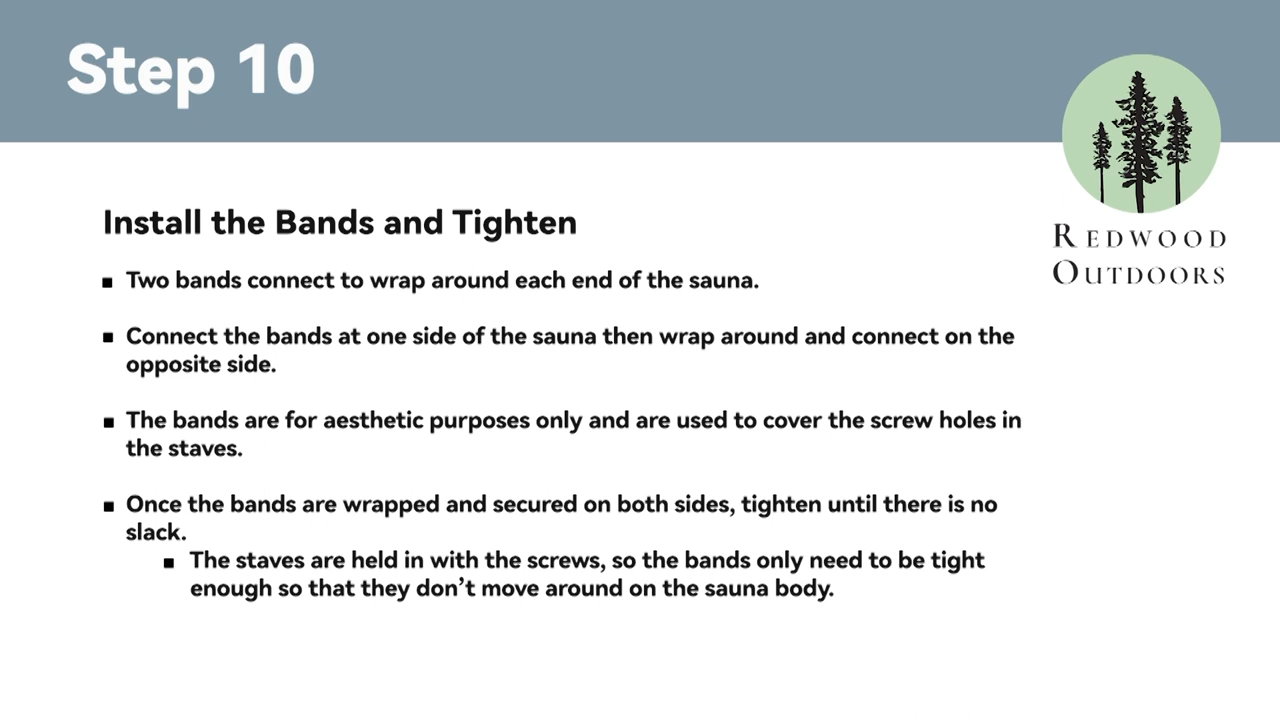 Step 10
REDWOOD
OUTDOORS
Install the Bands and Tighten
▪ Two bands connect to wrap around each end of the sauna.
▪ Connect the bands at one side of the sauna then wrap around and connect on the
opposite side.
▪ The bands are for aesthetic purposes only and are used to cover the screw holes in
the staves.
▪ Once the bands are wrapped and secured on both sides, tighten until there is no
slack.
▪ The staves are held in with the screws, so the bands only need to be tight
enough so that they don’t move around on the sauna body.